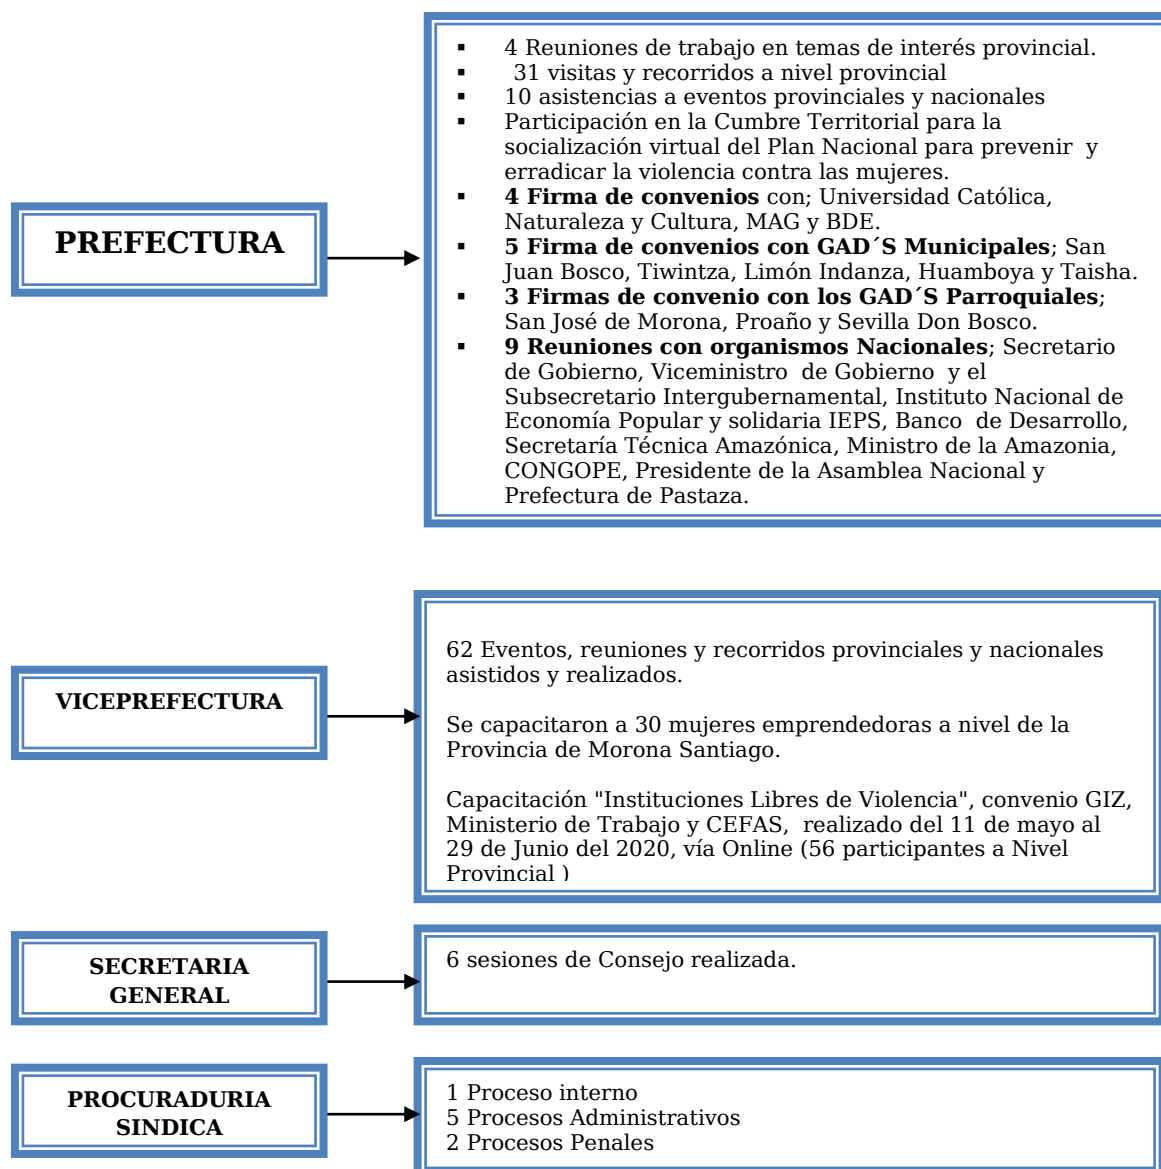 PREFECTURA
▪ 4 Reuniones de trabajo en temas de interés provincial.
▪ 31 visitas y recorridos a nivel provincial
▪ 10 asistencias a eventos provinciales y nacionales
▪ Participación en la Cumbre Territorial para la
socialización virtual del Plan Nacional para prevenir y
erradicar la violencia contra las mujeres.
▪ 4 Firma de convenios con; Universidad Católica,
Naturaleza y Cultura, MAG y BDE.
▪ 5 Firma de convenios con GAD´S Municipales; San
Juan Bosco, Tiwintza, Limón Indanza, Huamboya y Taisha.
▪ 3 Firmas de convenio con los GAD´S Parroquiales;
San José de Morona, Proaño y Sevilla Don Bosco.
▪ 9 Reuniones con organismos Nacionales; Secretario
de Gobierno, Viceministro de Gobierno y el
Subsecretario Intergubernamental, Instituto Nacional de
Economía Popular y solidaria IEPS, Banco de Desarrollo,
Secretaría Técnica Amazónica, Ministro de la Amazonia,
CONGOPE, Presidente de la Asamblea Nacional y
Prefectura de Pastaza.
VICEPREFECTURA
62 Eventos, reuniones y recorridos provinciales y nacionales
asistidos y realizados.
Se capacitaron a 30 mujeres emprendedoras a nivel de la
Provincia de Morona Santiago.
Capacitación "Instituciones Libres de Violencia", convenio GIZ,
Ministerio de Trabajo y CEFAS, realizado del 11 de mayo al
29 de Junio del 2020, vía Online (56 participantes a Nivel
Provincial )
SECRETARIA
GENERAL
6 sesiones de Consejo realizada.
PROCURADURIA
SINDICA
1 Proceso interno
5 Procesos Administrativos
2 Procesos Penales